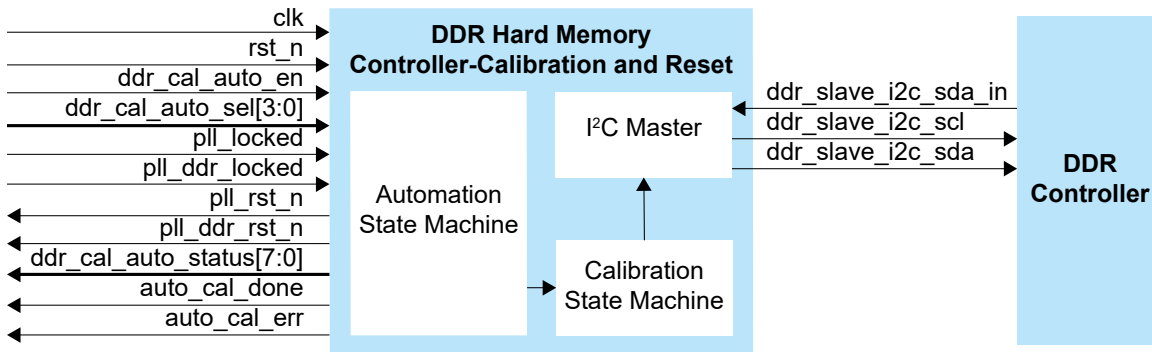 clk
rst_n
ddr_cal_auto_en
ddr_cal_auto_sel[3:0]
pll_locked
pll_ddr_locked
pll_rst_n
pll_ddr_rst_n
ddr_cal_auto_status[7:0]
auto_cal_done
auto_cal_err
DDR Hard Memory
Controller-Calibration and Reset
Automation
State Machine
I²C Master
Calibration
State Machine
ddr_slave_i2c_sda_in
ddr_slave_i2c_scl
ddr_slave_i2c_sda
DDR
Controller